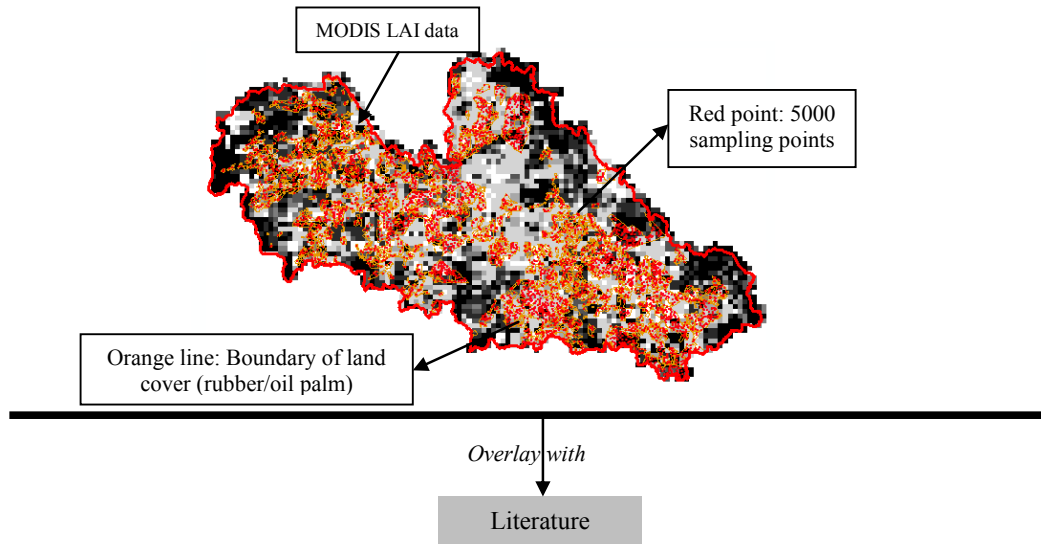 MODIS LAI data
Red point: 5000
sampling points
Orange line: Boundary of land
cover (rubber/oil palm)
Overlay with
Literature